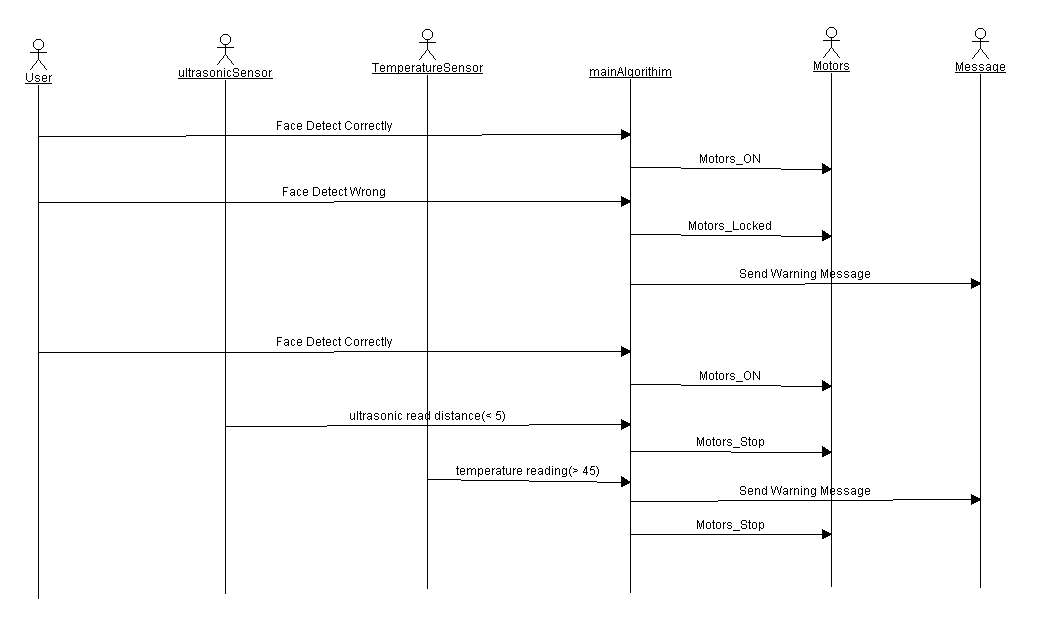 User
ultrasonicSensor
TemperatureSensor
mainAlgorithim
Motors
Message
Face Detect Correctly
Motors_ON
Face Detect Wrong
Motors_Locked
Send Warning Message
Face Detect Correctly
Motors_ON
ultrasonic read distance(< 5)
Motors_Stop
temperature reading(> 45)
Send Warning Message
Motors_Stop